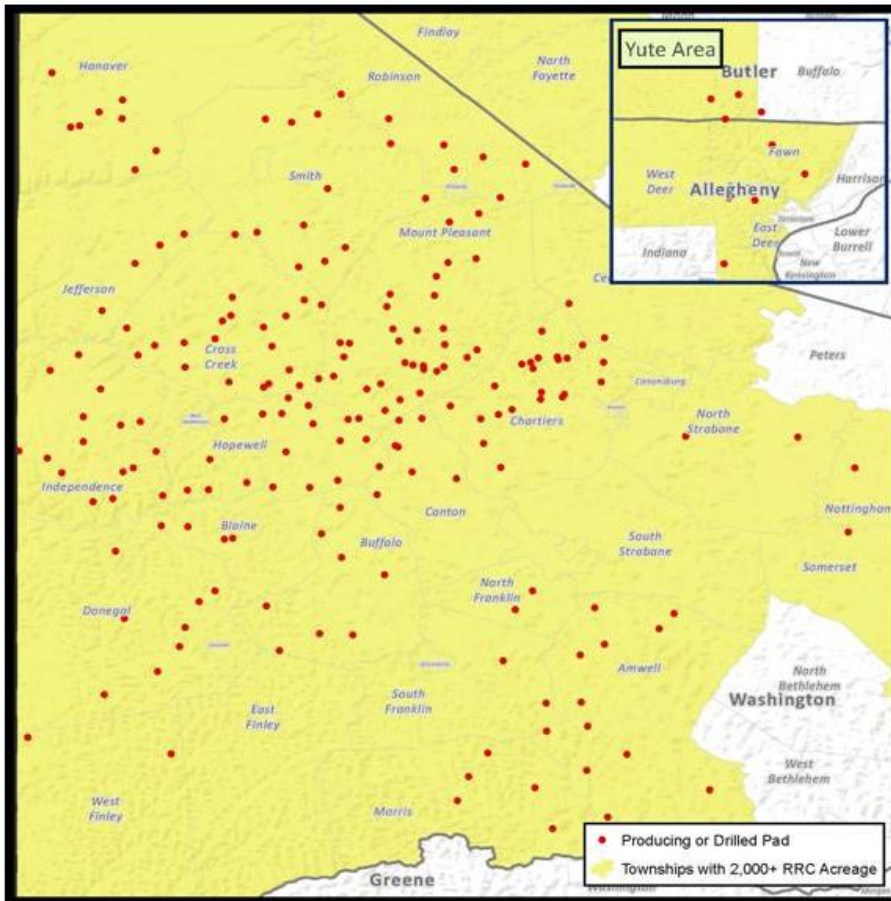 Findlay
Hanover
North
Fayette
Robinson
Yute Area
Butler
Buffalo
Fawn
West
Deer
Allegheny
Harrison
East
Deer
Indiana
Lower
Burrell
New
Kensington
Smith
Mount Pleasant
Ce
Jefferson
Peters
Cross
Creek
Canonsburg
Chartiers
North
Strabane
Hopewell
Independence
Canton
Nottingham
Blaine
Buffalo
South
Strabane
Somerset
North
Franklin
Donegal
Amwell
North
Bethlehem
Washington
East
Finley
South
Franklin
West
Bethlehem
West
Finley
Morris
Greene
Producing or Drilled Pad
Townships with 2,000+ RRC Acreage
Washington